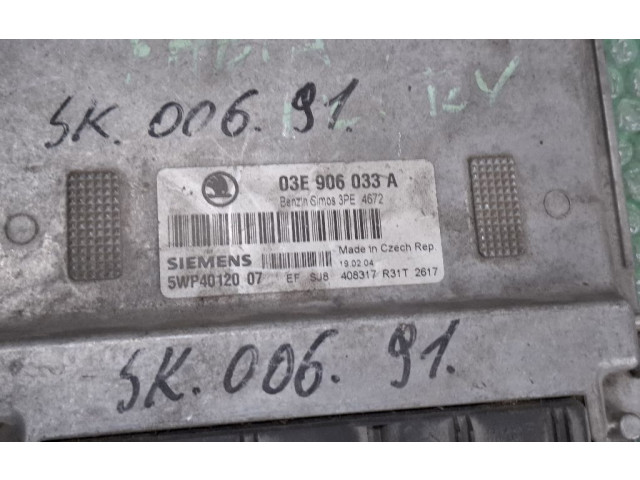 SK. 006. 91.
03E 906 033 A
Benzin Simos 3PE 4672
SIEMENS
Made in Czech Rep
19.02.04
5WP40120 07 EF SJ8 408317 R31T 2617
SK. 006. 91.